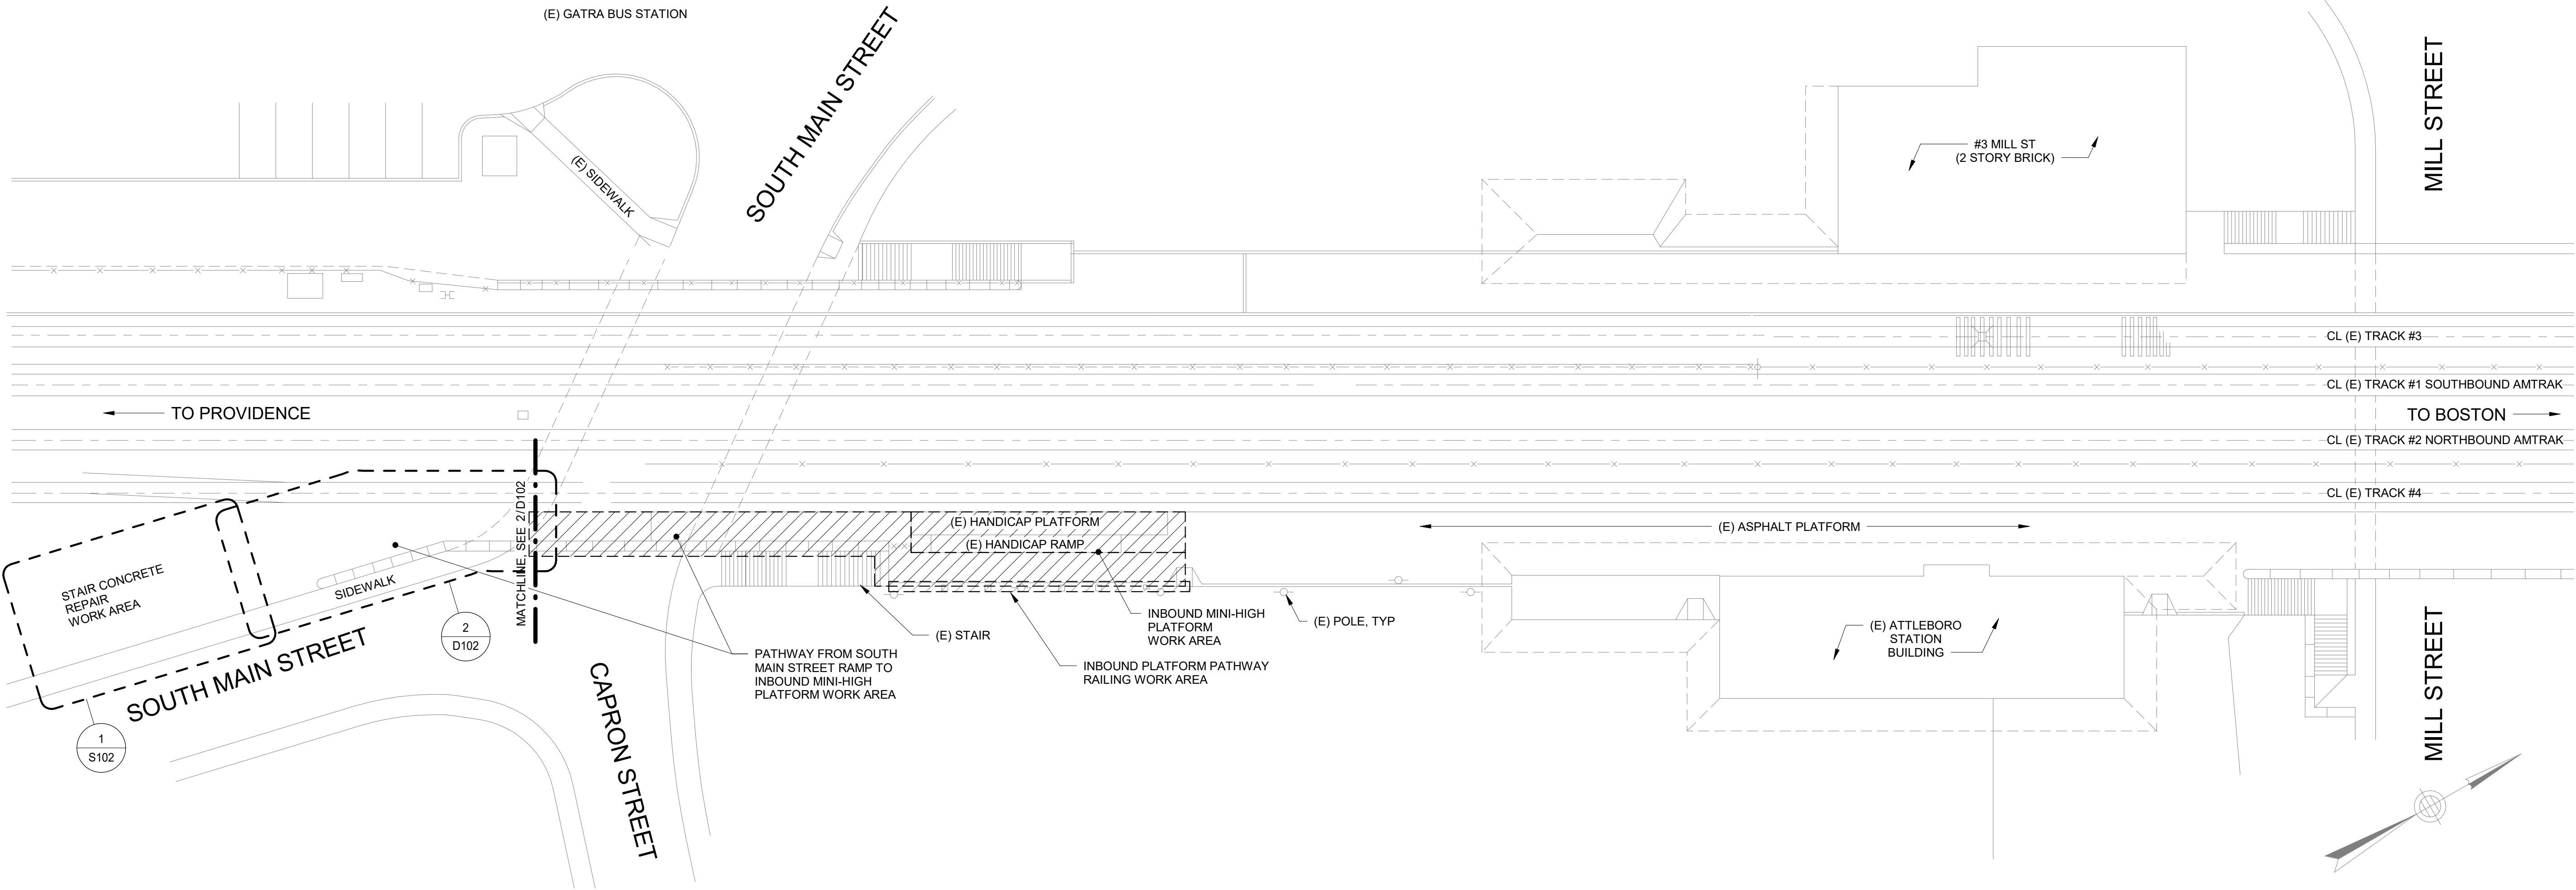 (E) GATRA BUS STATION
SOUTH MAIN STREET
MILL STREET
#3 MILL ST
(2 STORY BRICK)
(E) SIDEWALK
CL (E) TRACK #3
CL (E) TRACK #1 SOUTHBOUND AMTRAK
TO PROVIDENCE
TO BOSTON
CL (E) TRACK #2 NORTHBOUND AMTRAK
CL (E) TRACK #4
MATCHLINE, SEE 2/D102
(E) HANDICAP PLATFORM
(E) HANDICAP RAMP
(E) ASPHALT PLATFORM
STAIR CONCRETE
REPAIR
WORK AREA
SIDEWALK
2
D102
(E) STAIR
INBOUND MINI-HIGH
PLATFORM
WORK AREA
(E) POLE, TYP
(E) ATTLEBORO
STATION
BUILDING
PATHWAY FROM SOUTH
MAIN STREET RAMP TO
INBOUND MINI-HIGH
PLATFORM WORK AREA
INBOUND PLATFORM PATHWAY
RAILING WORK AREA
SOUTH MAIN STREET
1
S102
CAPRON STREET
MILL STREET